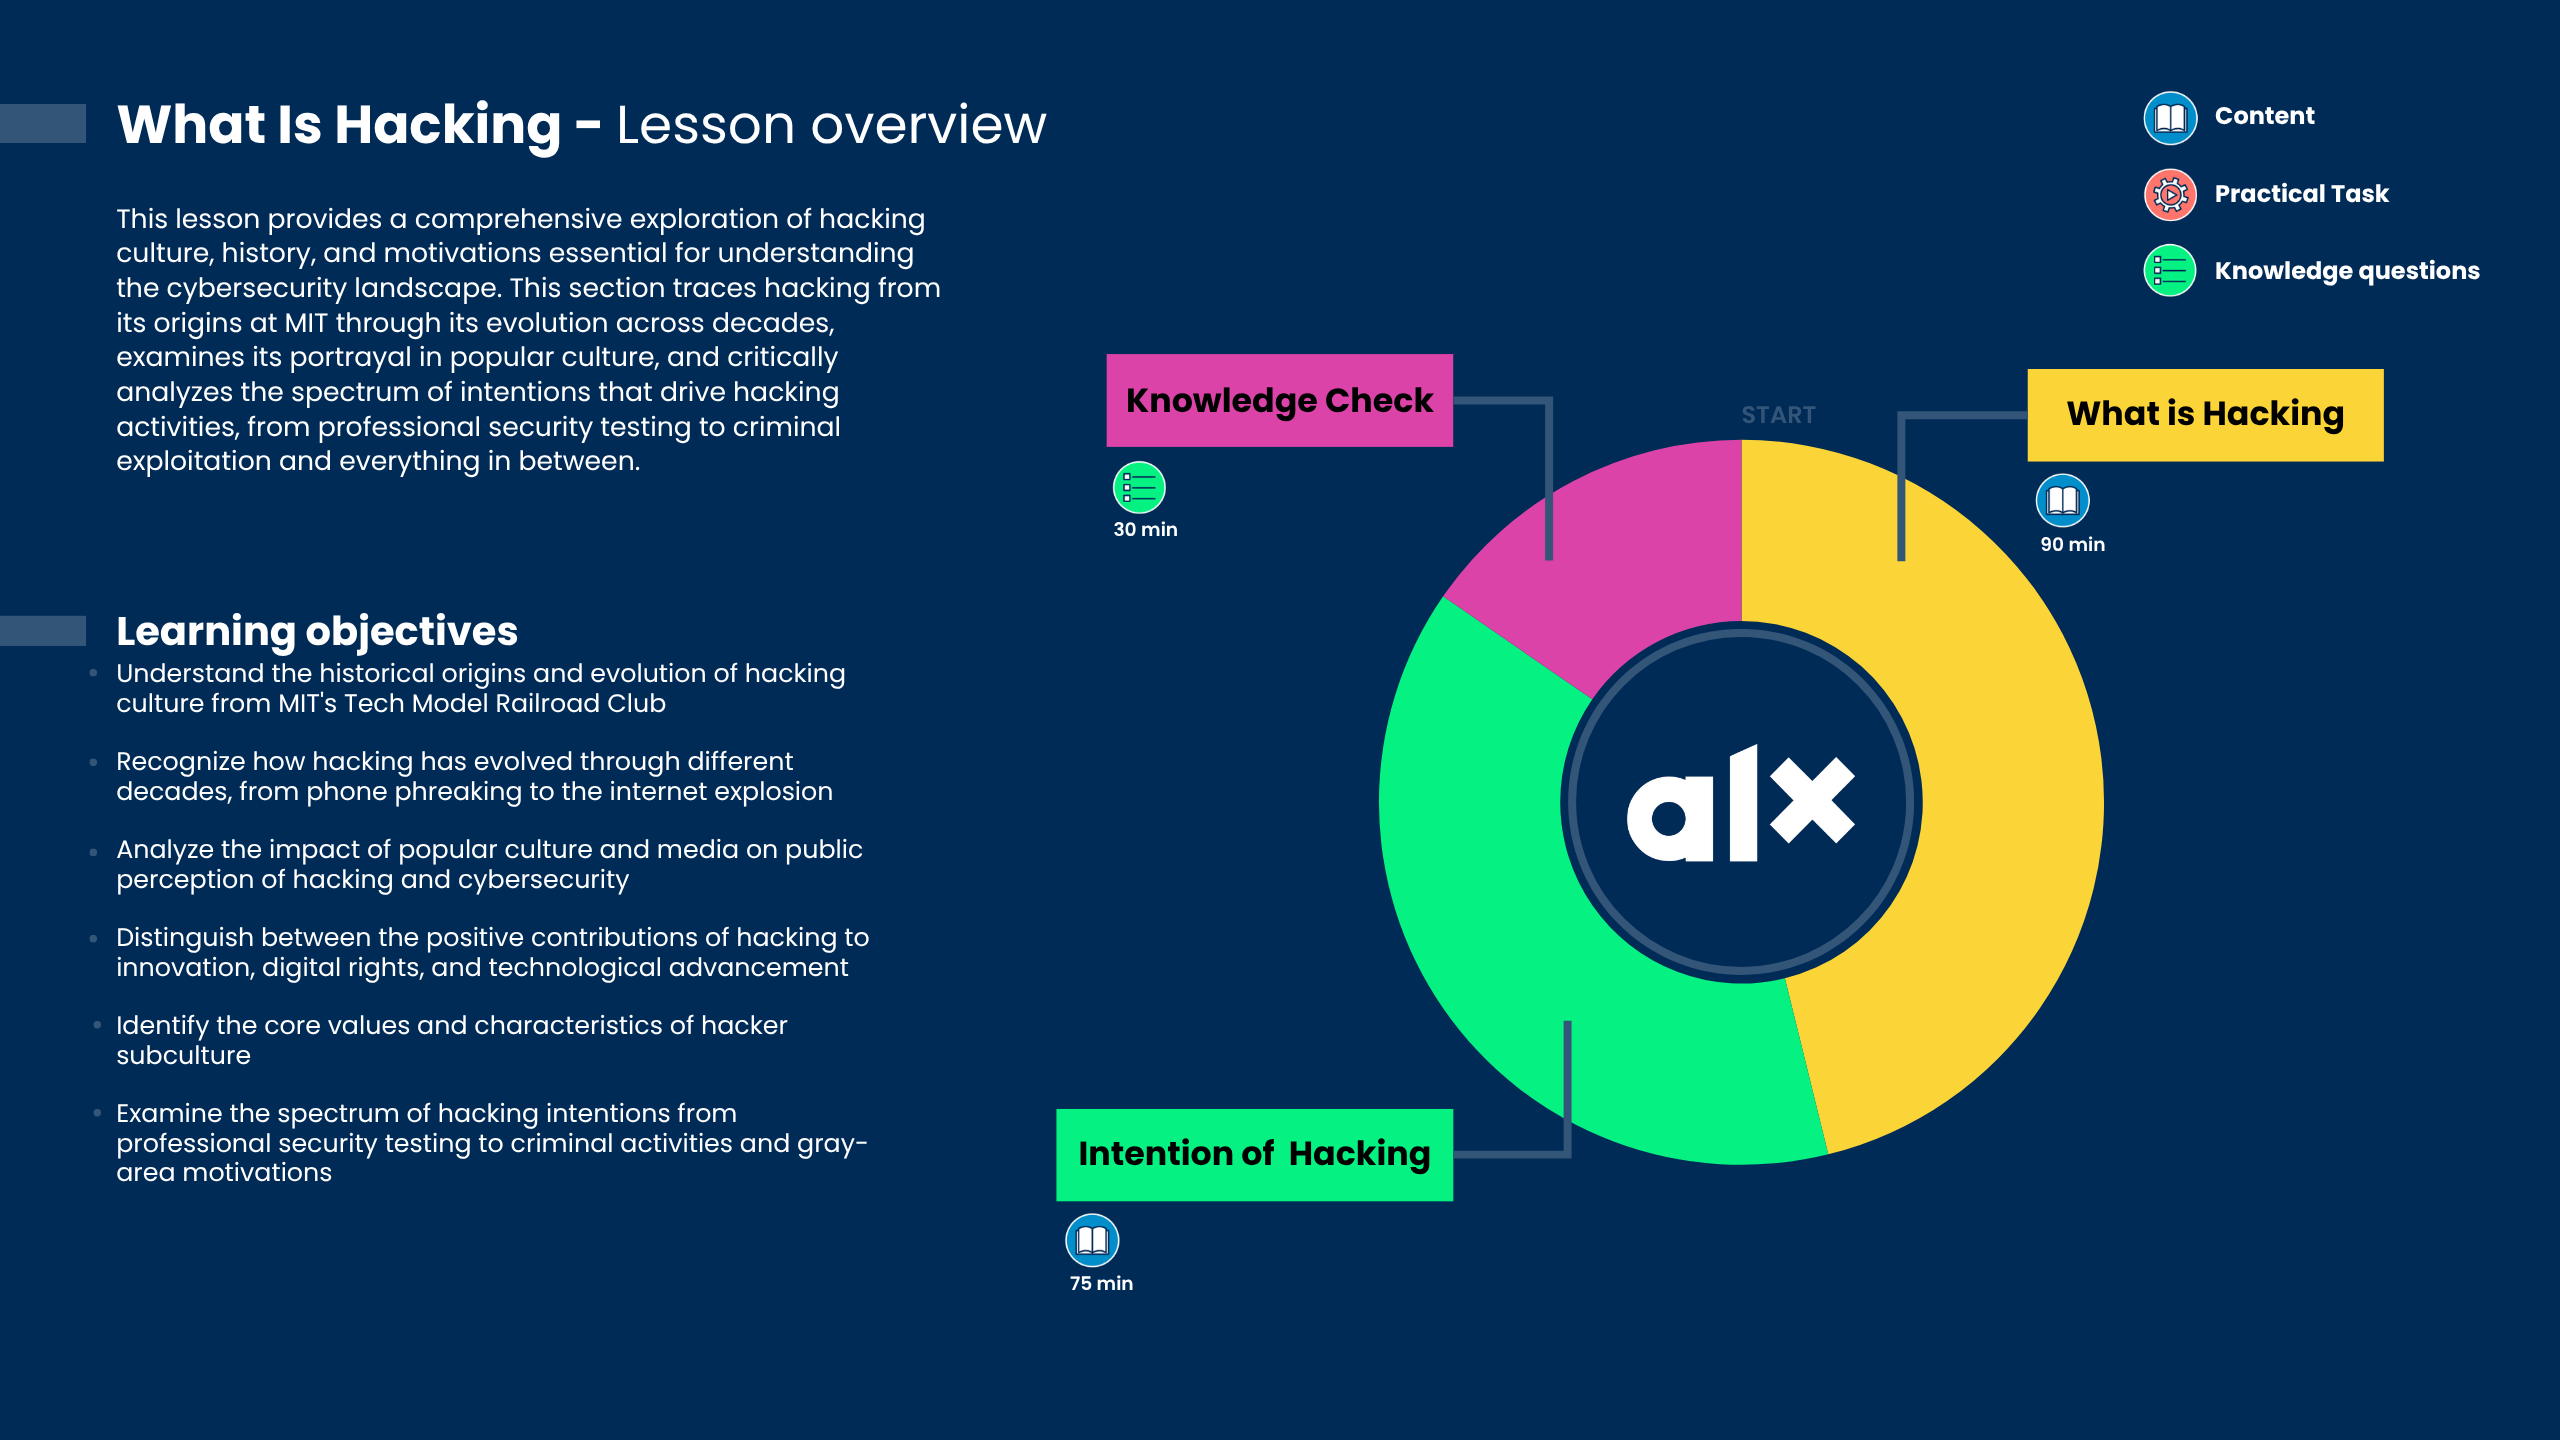 What Is Hacking - Lesson overview
This lesson provides a comprehensive exploration of hacking
culture, history, and motivations essential for understanding
the cybersecurity landscape. This section traces hacking from
its origins at MIT through its evolution across decades,
examines its portrayal in popular culture, and critically
analyzes the spectrum of intentions that drive hacking
activities, from professional security testing to criminal
exploitation and everything in between.
Learning objectives
• Understand the historical origins and evolution of hacking
culture from MIT's Tech Model Railroad Club
• Recognize how hacking has evolved through different
decades, from phone phreaking to the internet explosion
• Analyze the impact of popular culture and media on public
perception of hacking and cybersecurity
• Distinguish between the positive contributions of hacking to
innovation, digital rights, and technological advancement
• Identify the core values and characteristics of hacker
subculture
• Examine the spectrum of hacking intentions from
professional security testing to criminal activities and gray-
area motivations
Content
Practical Task
Knowledge questions
Knowledge Check
30 min
START
What is Hacking
90 min
alx
Intention of  Hacking
75 min